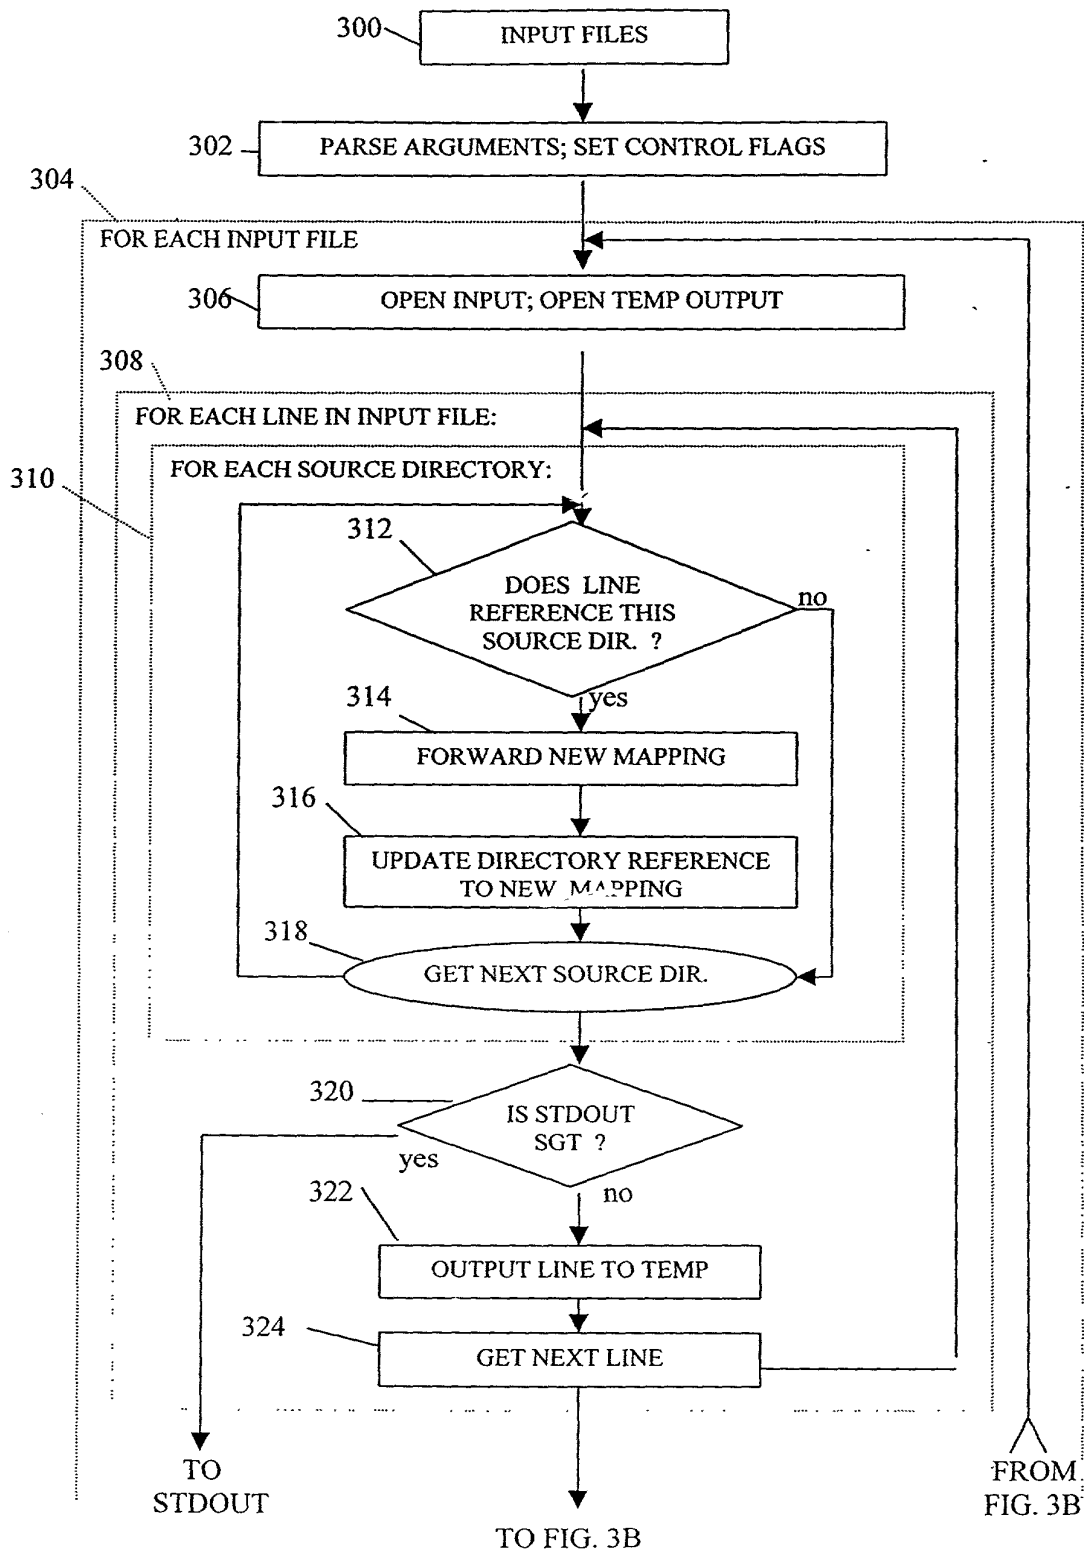 300
INPUT FILES
302
PARSE ARGUMENTS; SET CONTROL FLAGS
304
FOR EACH INPUT FILE
306
OPEN INPUT; OPEN TEMP OUTPUT
308
FOR EACH LINE IN INPUT FILE:
310
FOR EACH SOURCE DIRECTORY:
312
DOES LINE
REFERENCE THIS
SOURCE DIR. ?
no
yes
314
FORWARD NEW MAPPING
316
UPDATE DIRECTORY REFERENCE
TO NEW MAPPING
318
GET NEXT SOURCE DIR.
320
IS STDOUT
SGT ?
yes
no
322
OUTPUT LINE TO TEMP
324
GET NEXT LINE
TO
STDOUT
FROM
FIG. 3B
TO FIG. 3B